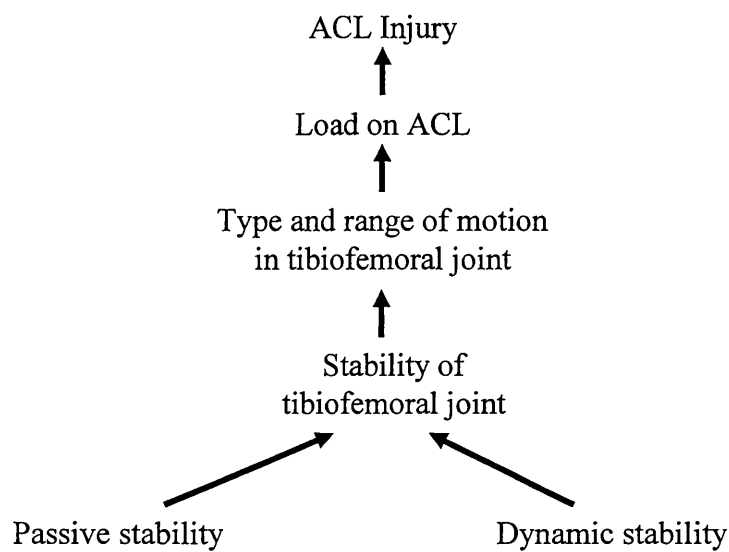 ACL Injury
Load on ACL
Type and range of motion
in tibiofemoral joint
Stability of
tibiofemoral joint
Passive stability
Dynamic stability